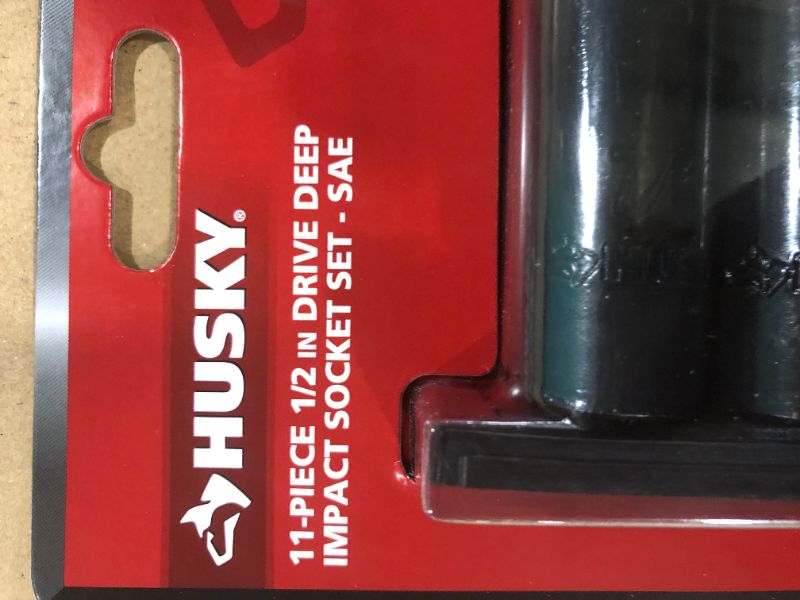 HUSKY®
11-PIECE 1/2 IN DRIVE DEEP
IMPACT SOCKET SET - SAE